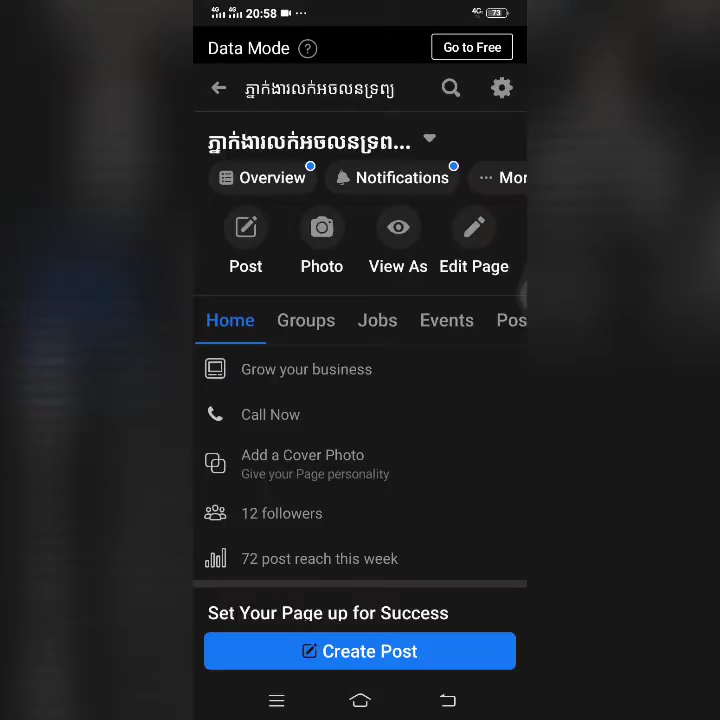 4G 4G 20:58 ... 4G 73
Data Mode ? Go to Free
ភ្នាក់ងារលក់អចលនទ្រព្យ
ភ្នាក់ងារលក់អចលនទ្រព...
Overview Notifications ... Mor
Post Photo View As Edit Page
Home Groups Jobs Events Pos
Grow your business
Call Now
Add a Cover Photo
Give your Page personality
12 followers
72 post reach this week
Set Your Page up for Success
Create Post